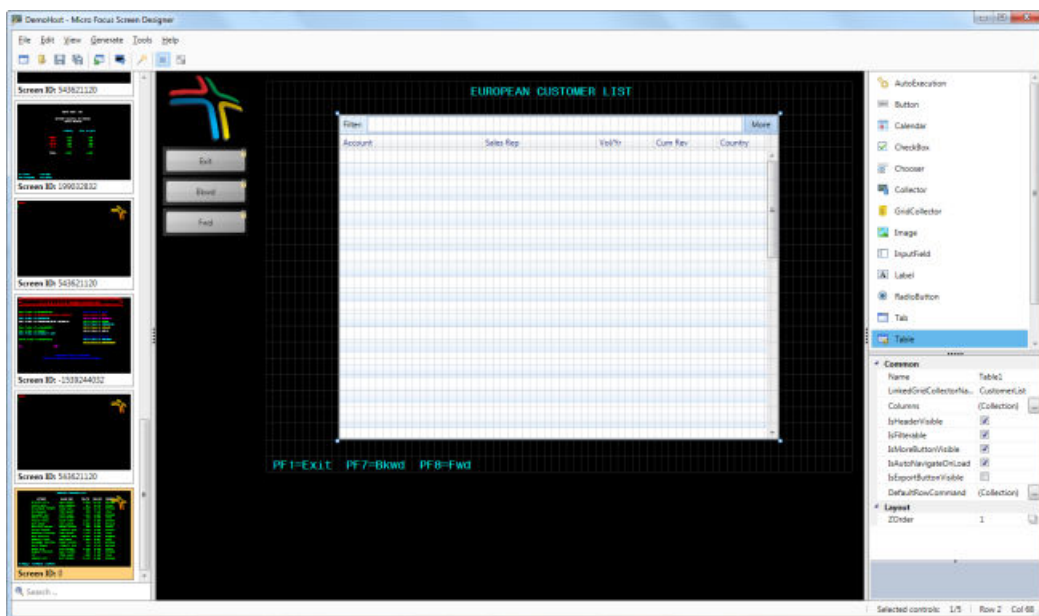 DemoHost - Micro Focus Screen Designer
File Edit View Generate Tools Help
Screen ID: 543621120
Screen ID: 199032832
Screen ID: 543621120
Screen ID: -1539244032
Screen ID: 543621120
Screen ID: 0
Search...
Exit
Bkwd
Fwd
EUROPEAN CUSTOMER LIST
Filter: More
Account Sales Rep Vol/Yr Cum Rev Country
PF1=Exit PF7=Bkwd PF8=Fwd
AutoExecution
Button
Calendar
CheckBox
Chooser
Collector
GridCollector
Image
InputField
Label
RadioButton
Tab
Table
Common
Name Table1
LinkedGridCollectorNa... CustomerList
Columns (Collection) ...
IsHeaderVisible
IsFilterable
IsMoreButtonVisible
IsAutoNavigateOnLoad
IsExportButtonVisible
DefaultRowCommand (Collection) ...
Layout
ZOrder 1
Selected controls: 1/5 Row 2 Col 68